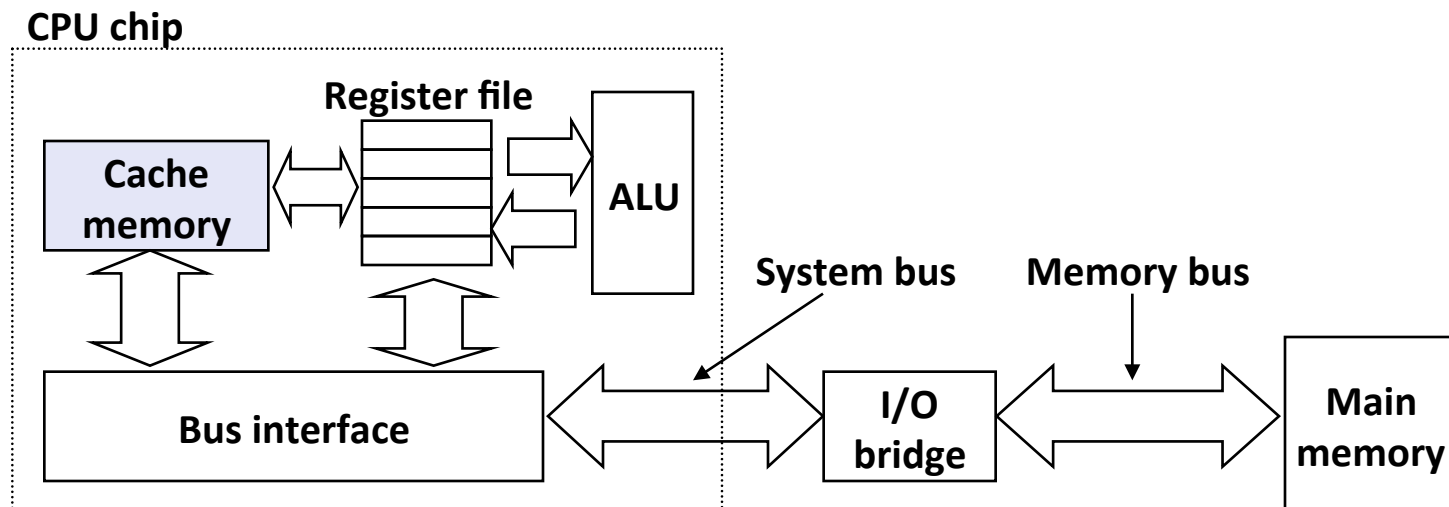 CPU chip
Register file
Cache
memory
ALU
System bus
Memory bus
Bus interface
I/O
bridge
Main
memory